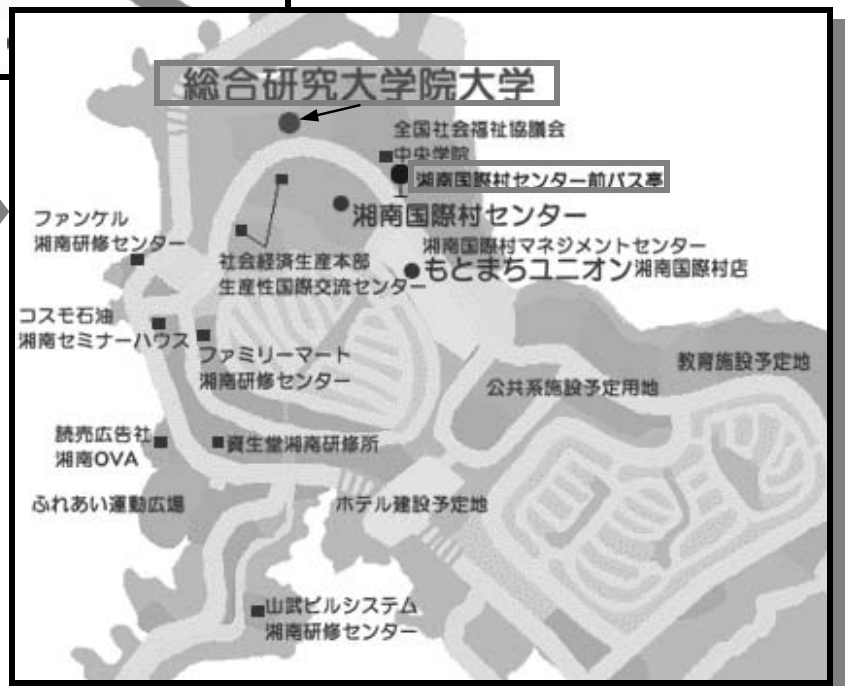 総合研究大学院大学
全国社会福祉協議会
中央学院
湘南国際村センター前バス亭
湘南国際村センター
ファンケル
湘南研修センター
湘南国際村マネジメントセンター
社会経済生産本部
生産性国際交流センター
もとまちユニオン湘南国際村店
コスモ石油
湘南セミナーハウス
ファミリーマート
湘南研修センター
教育施設予定地
公共系施設予定用地
読売広告社
湘南OVA
資生堂湘南研修所
ふれあい運動広場
ホテル建設予定地
山武ビルシステム
湘南研修センター